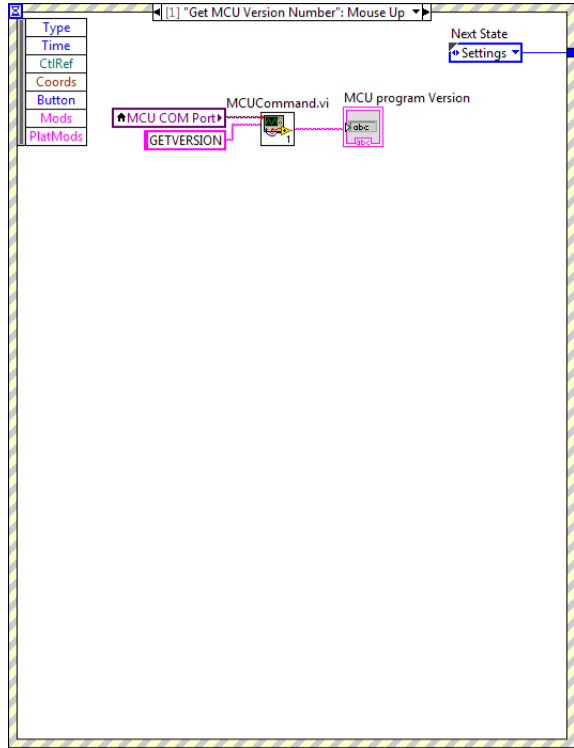 [1] "Get MCU Version Number": Mouse Up
Type
Time
CtlRef
Coords
Button
Mods
PlatMods
Next State
Settings
MCUCommand.vi
MCU program Version
MCU COM Port
GETVERSION
1
abc
abc